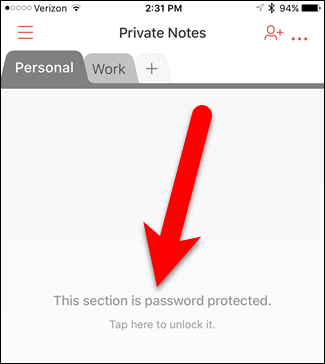 Verizon 2:31 PM 94%
Private Notes
Personal Work +
This section is password protected.
Tap here to unlock it.